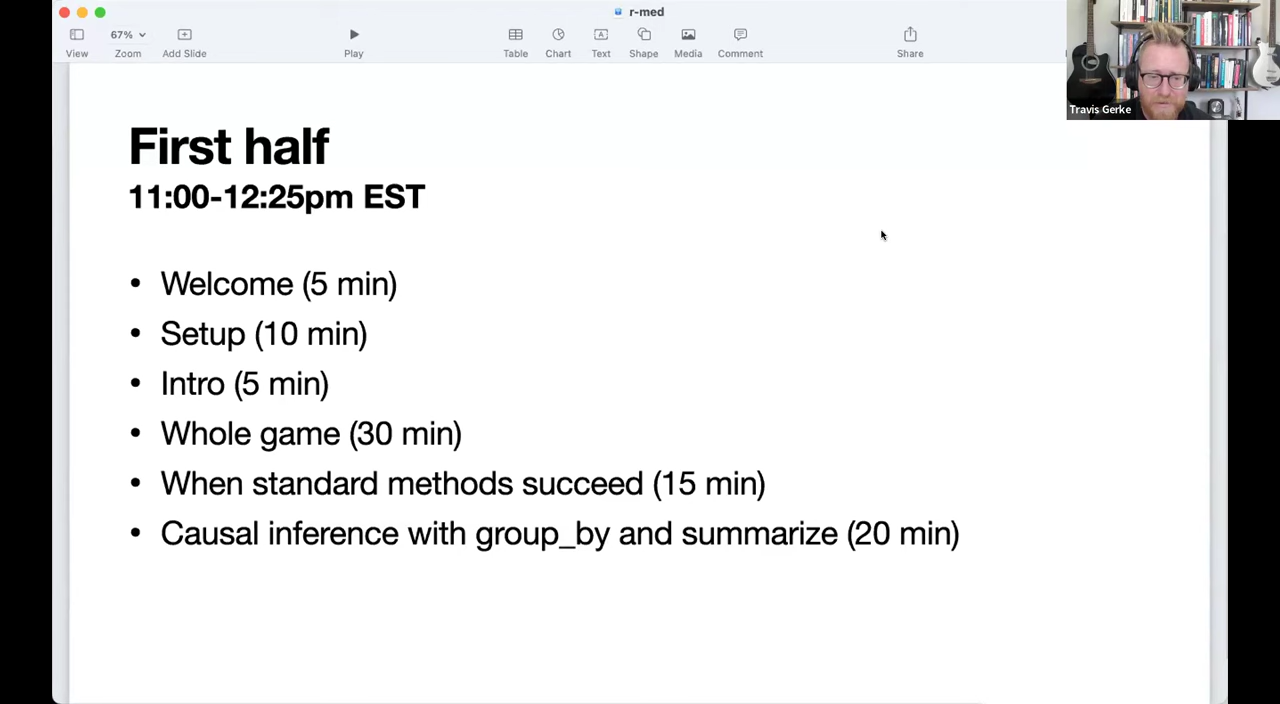 r-med
67%
View
Zoom
Add Slide
Play
Table
Chart
Text
Shape
Media
Comment
Share
Travis Gerke
First half
11:00-12:25pm EST
• Welcome (5 min)
• Setup (10 min)
• Intro (5 min)
• Whole game (30 min)
• When standard methods succeed (15 min)
• Causal inference with group_by and summarize (20 min)